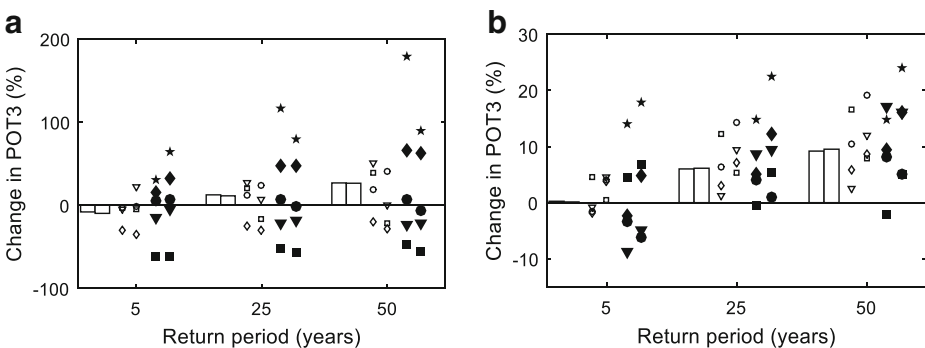 a
Change in POT3 (%)
200
100
0
-100
5
25
50
Return period (years)
b
Change in POT3 (%)
30
20
10
0
-10
5
25
50
Return period (years)